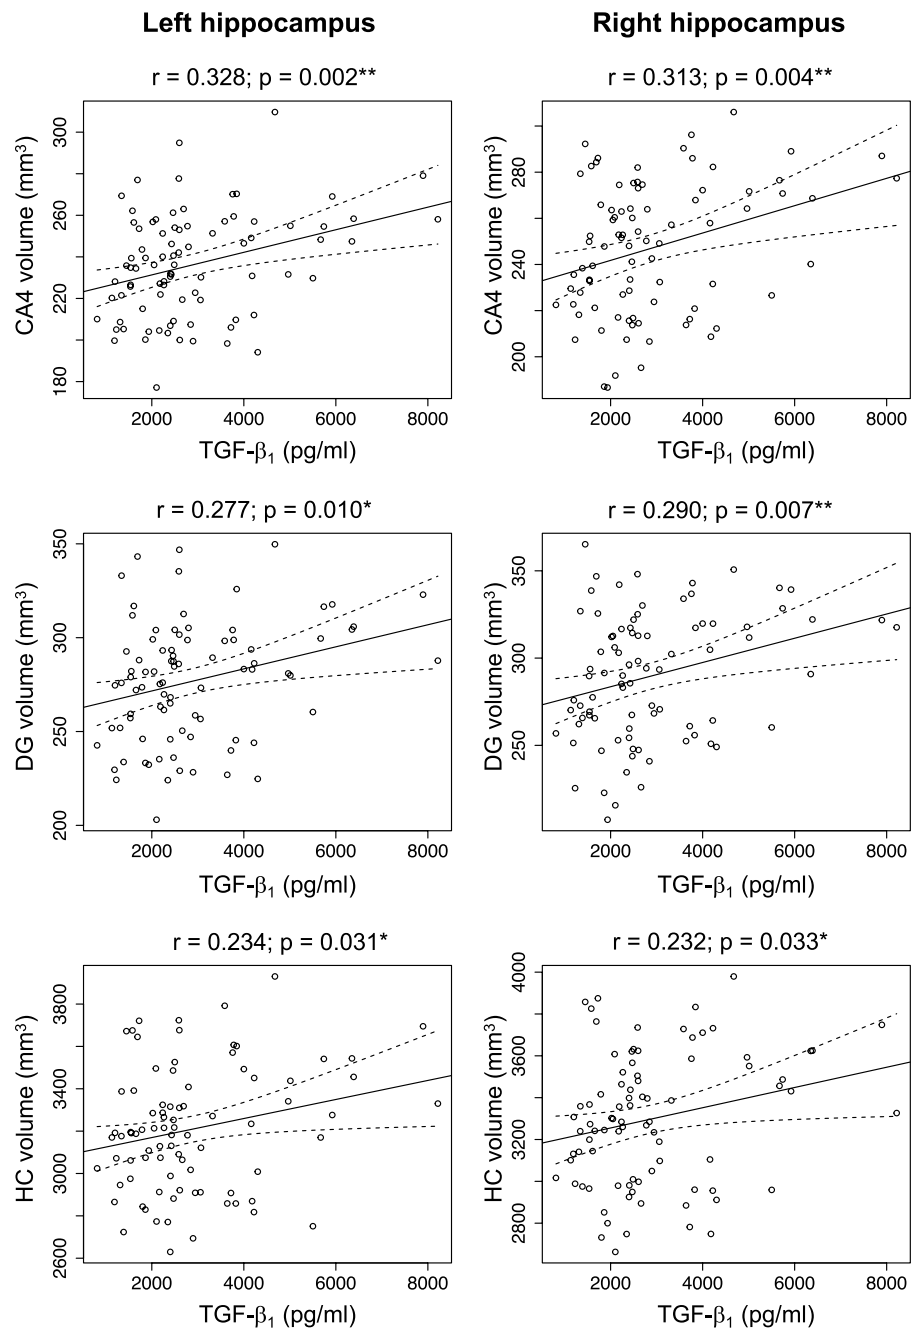 Left hippocampus
Right hippocampus
r = 0.328; p = 0.002**
r = 0.313; p = 0.004**
CA4 volume (mm³)
180 220 260 300
2000 4000 6000 8000
TGF-β₁ (pg/ml)
CA4 volume (mm³)
200 240 280
2000 4000 6000 8000
TGF-β₁ (pg/ml)
r = 0.277; p = 0.010*
r = 0.290; p = 0.007**
DG volume (mm³)
200 250 300 350
2000 4000 6000 8000
TGF-β₁ (pg/ml)
DG volume (mm³)
250 300 350
2000 4000 6000 8000
TGF-β₁ (pg/ml)
r = 0.234; p = 0.031*
r = 0.232; p = 0.033*
HC volume (mm³)
2600 3000 3400 3800
2000 4000 6000 8000
TGF-β₁ (pg/ml)
HC volume (mm³)
2800 3200 3600 4000
2000 4000 6000 8000
TGF-β₁ (pg/ml)